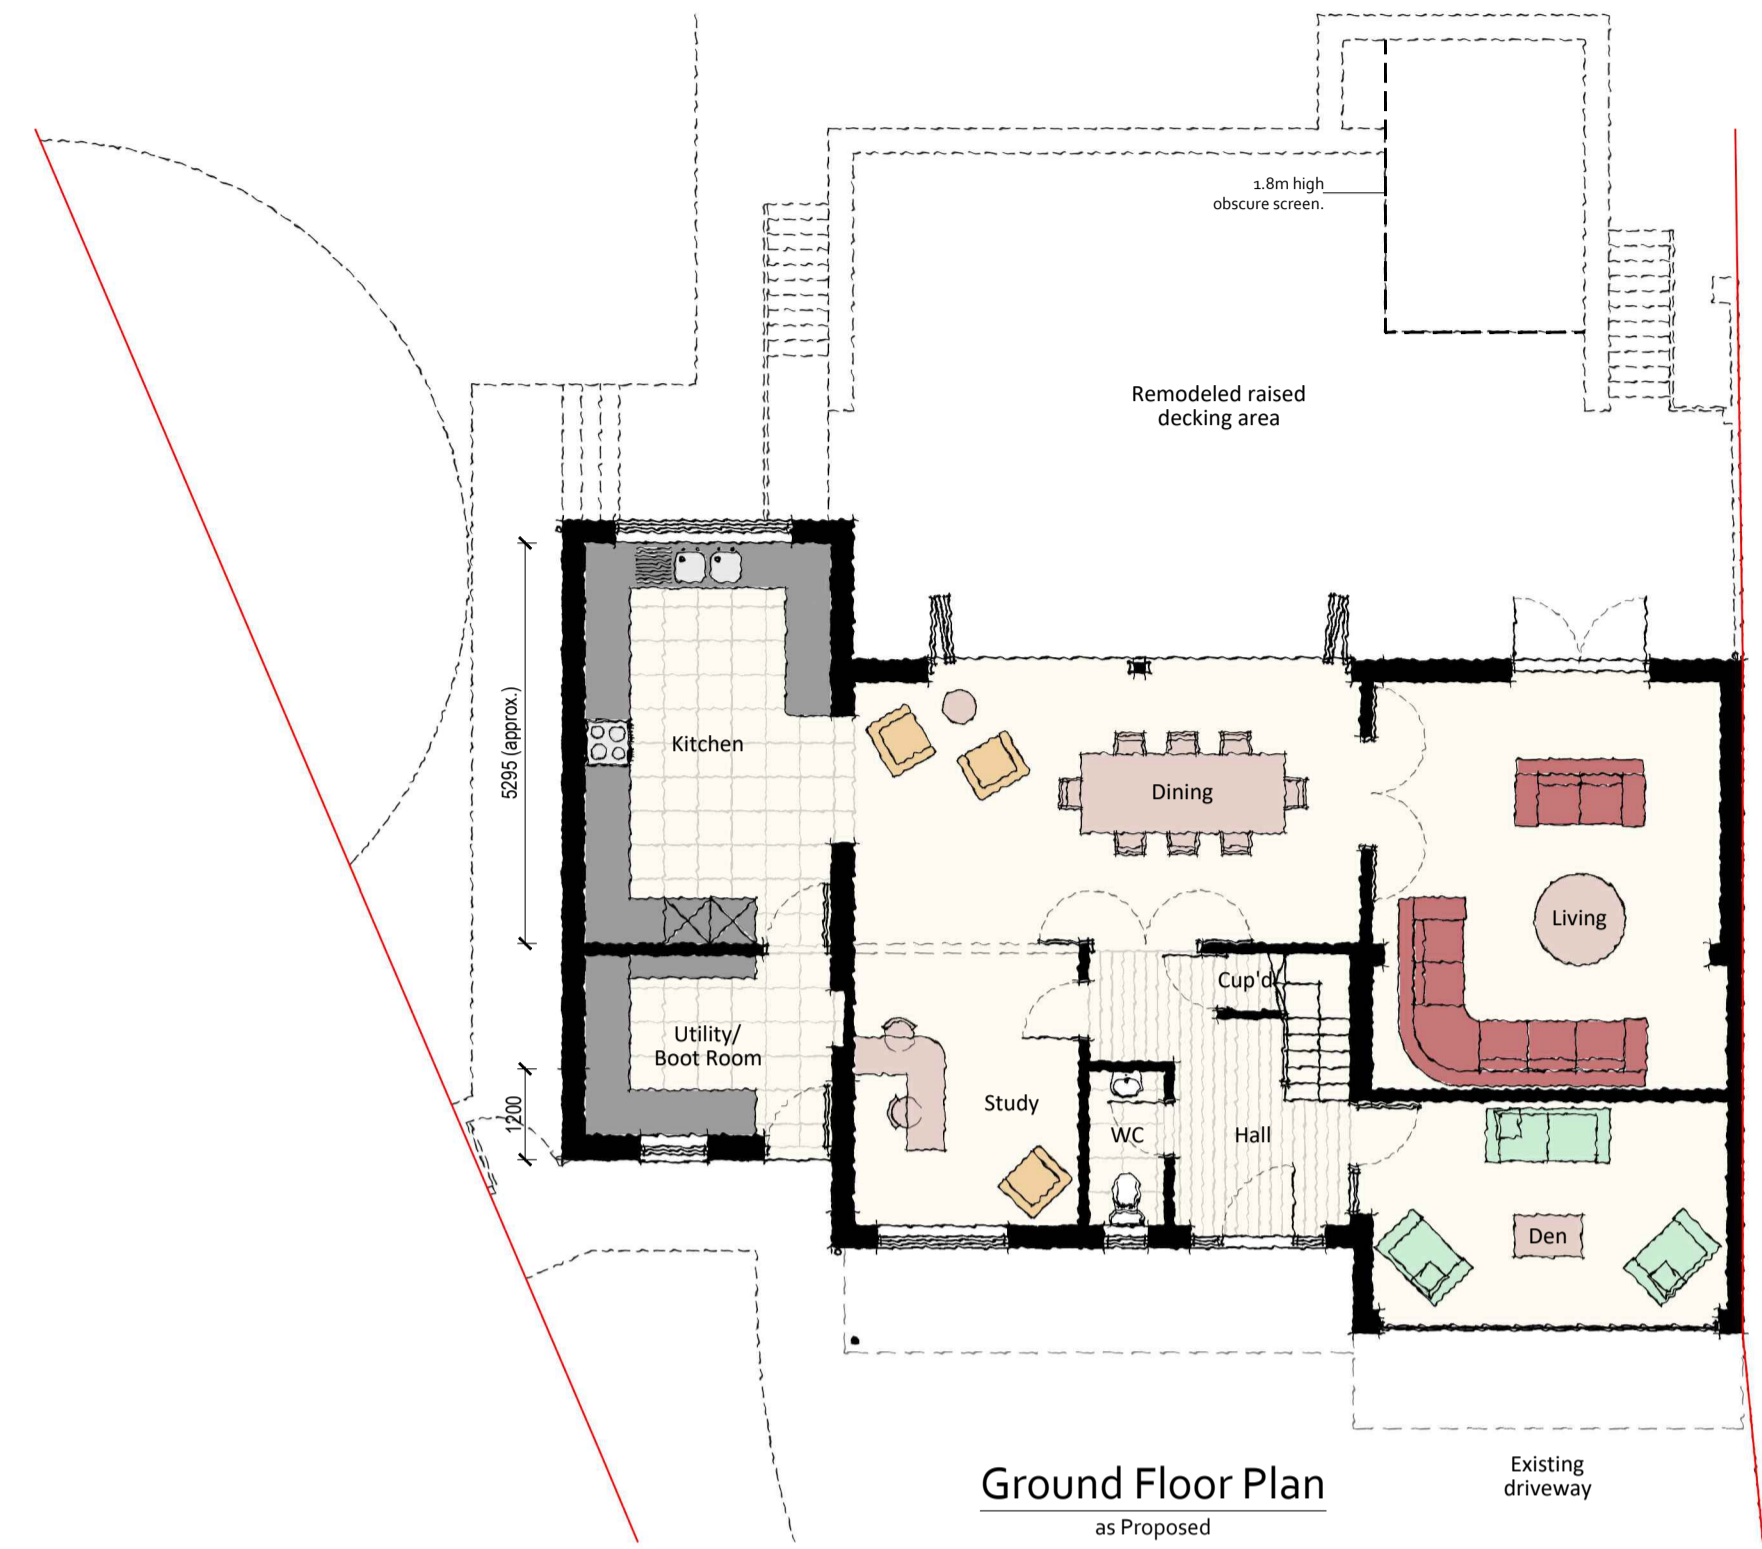 1.8m high
obscure screen.
Remodeled raised
decking area
5295 (approx.)
Kitchen
Dining
Living
Cup'd
Utility/
Boot Room
1200
Study
WC
Hall
Den
Ground Floor Plan
as Proposed
Existing
driveway